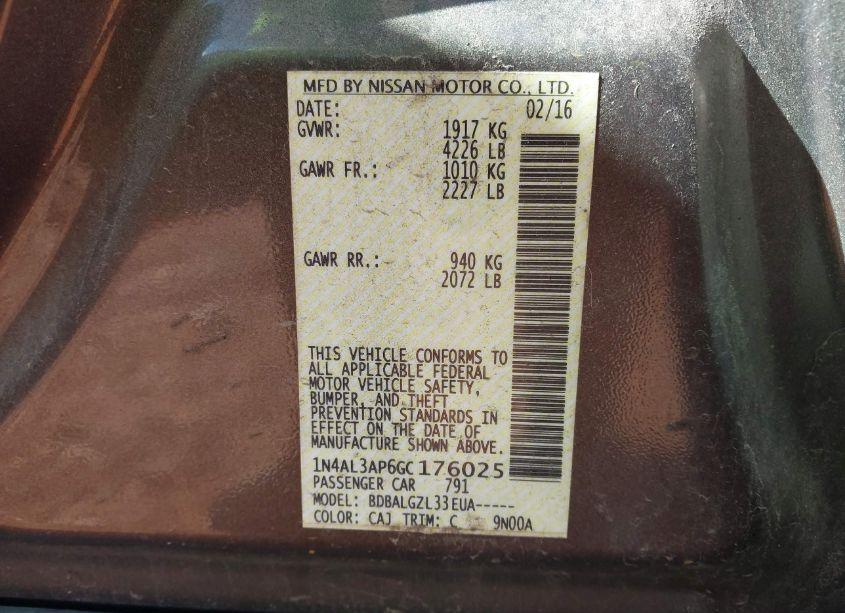 MFD BY NISSAN MOTOR CO., LTD.
DATE: 02/16
GVWR: 1917 KG
4226 LB
GAWR FR.: 1010 KG
2227 LB
GAWR RR.: 940 KG
2072 LB
THIS VEHICLE CONFORMS TO
ALL APPLICABLE FEDERAL
MOTOR VEHICLE SAFETY,
BUMPER, AND THEFT
PREVENTION STANDARDS IN
EFFECT ON THE DATE OF
MANUFACTURE SHOWN ABOVE.
1N4AL3AP6GC176025
PASSENGER CAR 791
MODEL: BDBALGZL33EUA-----
COLOR: CAJ TRIM: C 9N00A